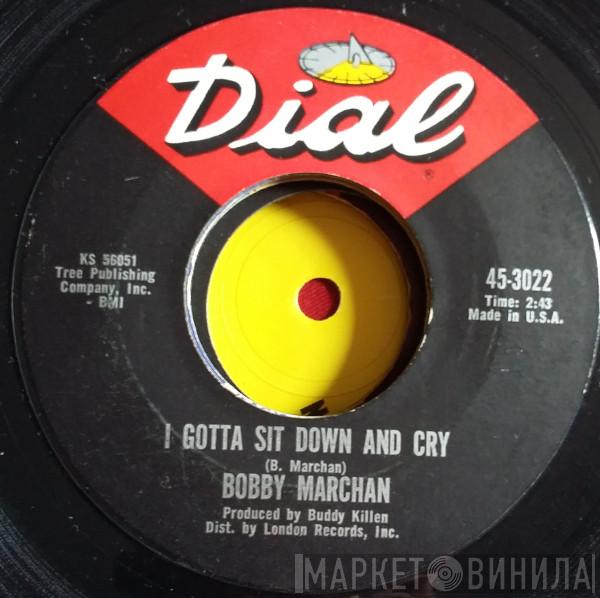 Dial
®
KS 56051
Tree Publishing
Company, Inc.
- BMI
45-3022
Time: 2:43
Made in U.S.A.
I GOTTA SIT DOWN AND CRY
(B. Marchan)
BOBBY MARCHAN
Produced by Buddy Killen
Dist. by London Records, Inc.
МАРКЕТ ВИНИЛА